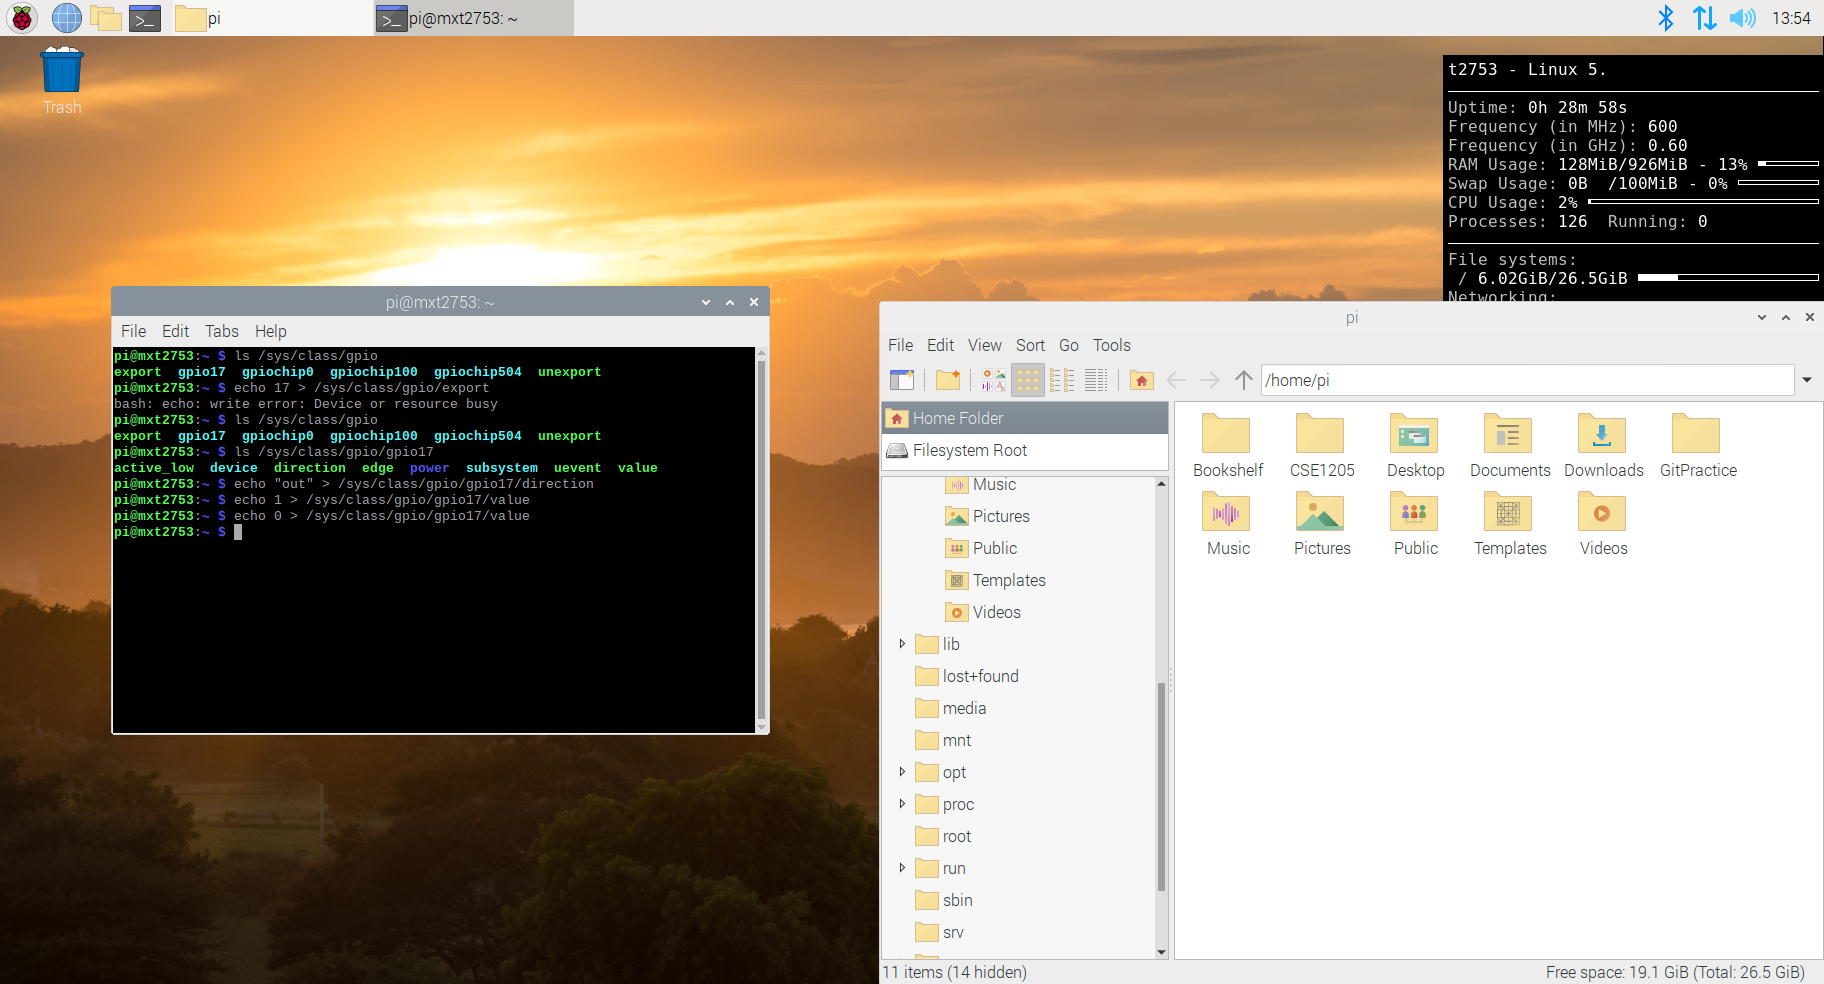 pi
pi@mxt2753: ~
13:54
Trash
t2753 - Linux 5.
Uptime: 0h 28m 58s
Frequency (in MHz): 600
Frequency (in GHz): 0.60
RAM Usage: 128MiB/926MiB - 13%
Swap Usage: 0B /100MiB - 0%
CPU Usage: 2%
Processes: 126 Running: 0
File systems:
/ 6.02GiB/26.5GiB
Networking:
pi@mxt2753: ~
File Edit Tabs Help
pi@mxt2753:~ $ ls /sys/class/gpio
export gpio17 gpiochip0 gpiochip100 gpiochip504 unexport
pi@mxt2753:~ $ echo 17 > /sys/class/gpio/export
bash: echo: write error: Device or resource busy
pi@mxt2753:~ $ ls /sys/class/gpio
export gpio17 gpiochip0 gpiochip100 gpiochip504 unexport
pi@mxt2753:~ $ ls /sys/class/gpio/gpio17
active_low device direction edge power subsystem uevent value
pi@mxt2753:~ $ echo "out" > /sys/class/gpio/gpio17/direction
pi@mxt2753:~ $ echo 1 > /sys/class/gpio/gpio17/value
pi@mxt2753:~ $ echo 0 > /sys/class/gpio/gpio17/value
pi@mxt2753:~ $
pi
File Edit View Sort Go Tools
/home/pi
Home Folder
Filesystem Root
Music
Pictures
Public
Templates
Videos
lib
lost+found
media
mnt
opt
proc
root
run
sbin
srv
Bookshelf CSE1205 Desktop Documents Downloads GitPractice
Music Pictures Public Templates Videos
11 items (14 hidden)
Free space: 19.1 GiB (Total: 26.5 GiB)